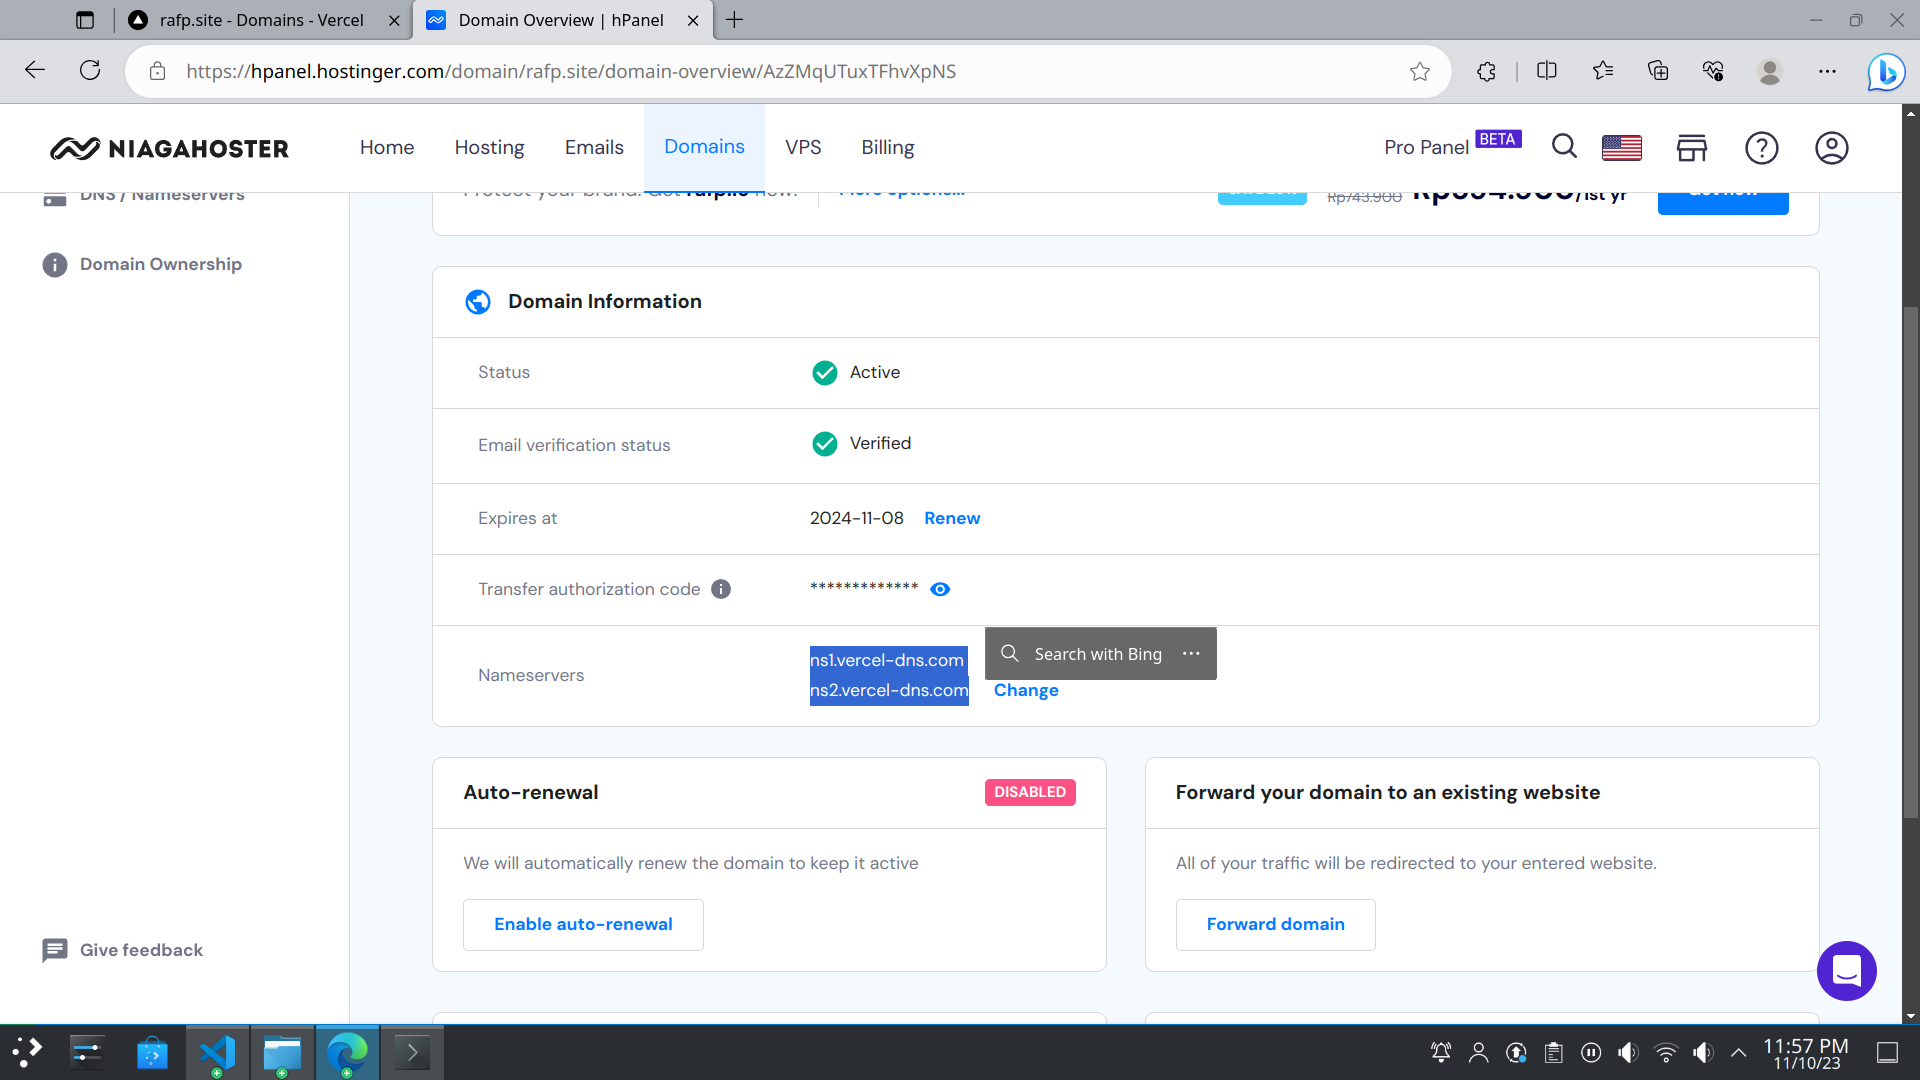 rafp.site - Domains - Vercel
Domain Overview | hPanel
https://hpanel.hostinger.com/domain/rafp.site/domain-overview/AzZMqUTuxTFhvXpNS
NIAGAHOSTER
Home
Hosting
Emails
Domains
VPS
Billing
Pro Panel BETA
DNS / Nameservers
Domain Ownership
Give feedback
Protect your brand. Get rafp.io now.
More options...
Rp743.900
/1st yr
Domain Information
Status
Active
Email verification status
Verified
Expires at
2024-11-08 Renew
Transfer authorization code
*************
Nameservers
ns1.vercel-dns.com
ns2.vercel-dns.com
Change
Search with Bing
Auto-renewal
DISABLED
We will automatically renew the domain to keep it active
Enable auto-renewal
Forward your domain to an existing website
All of your traffic will be redirected to your entered website.
Forward domain
11:57 PM
11/10/23